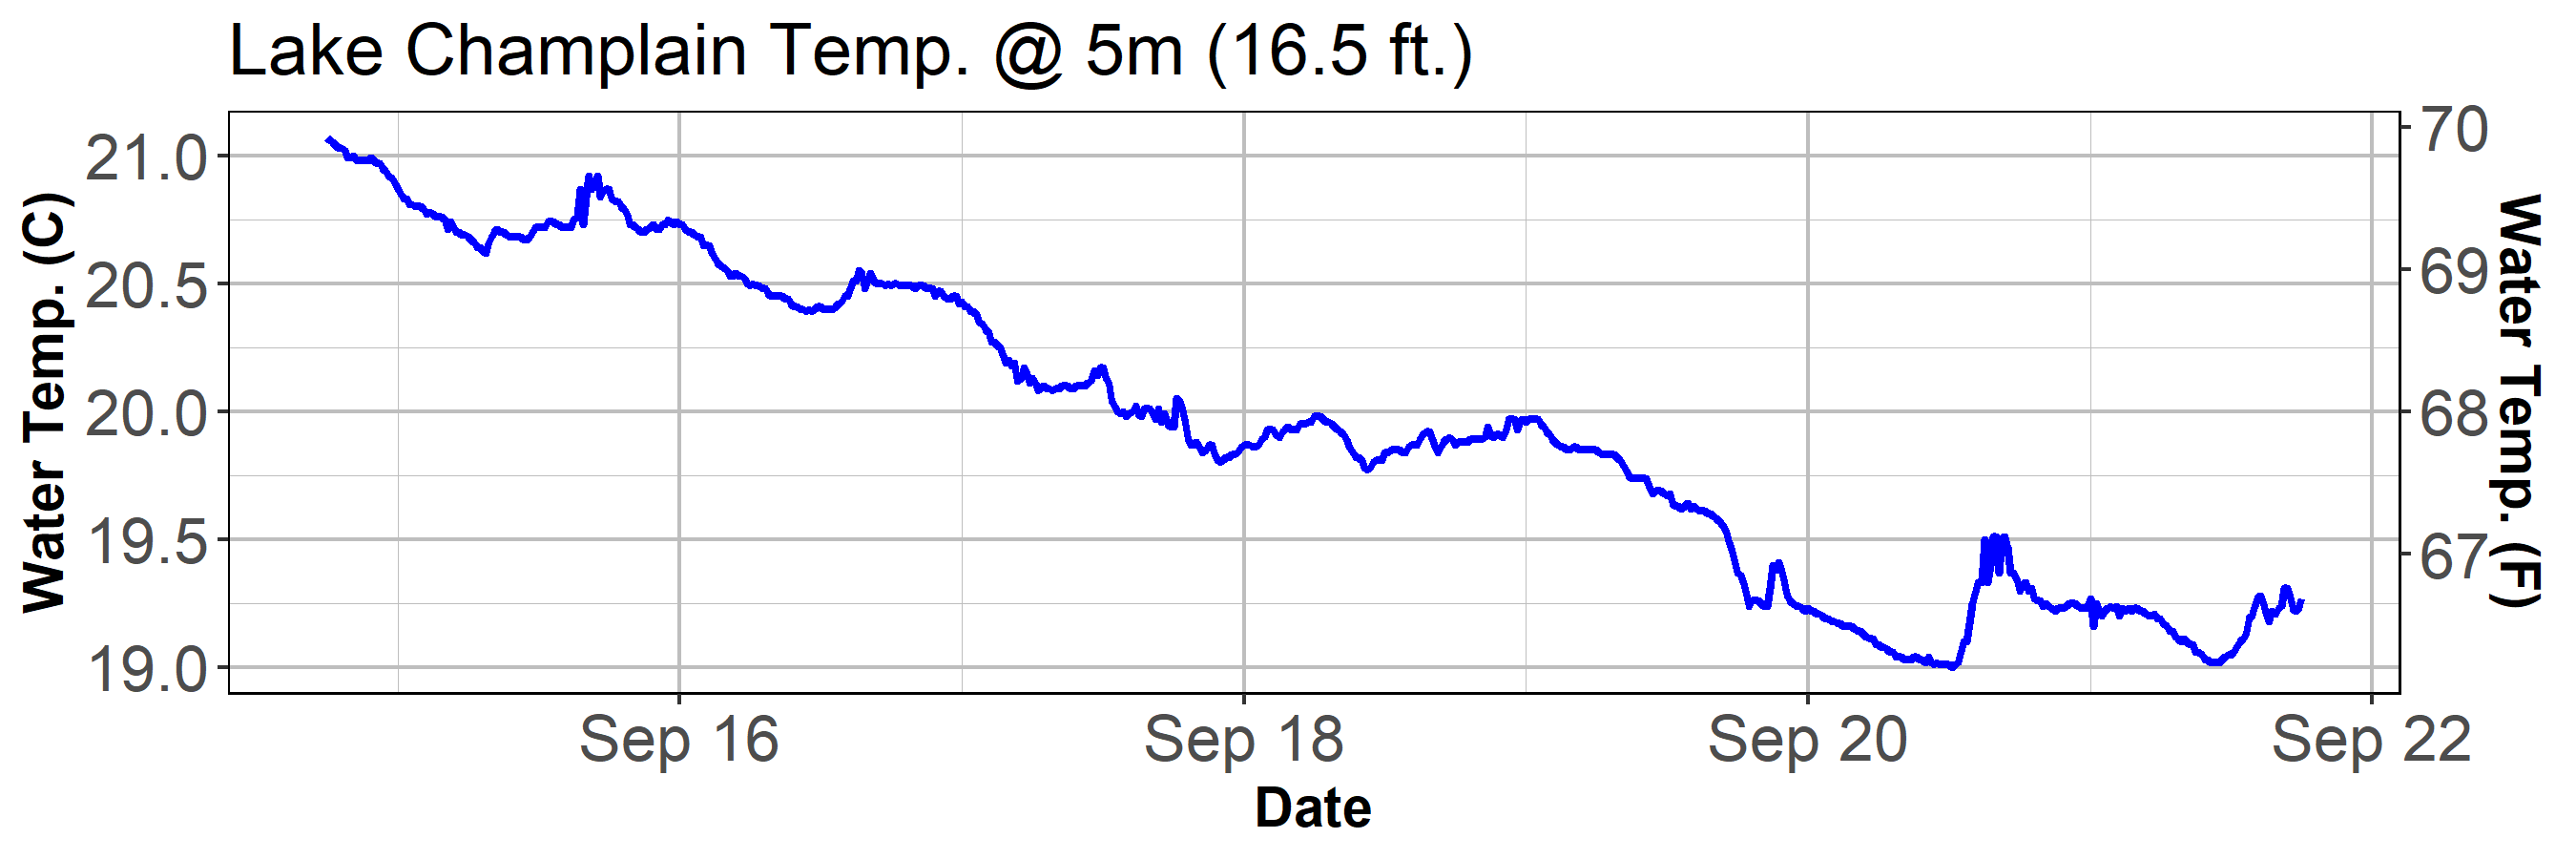 Lake Champlain Temp. @ 5m (16.5 ft.)
Water Temp. (C)
21.0
20.5
20.0
19.5
19.0
70
69
68
67
Water Temp. (F)
Sep 16 Sep 18 Sep 20 Sep 22
Date